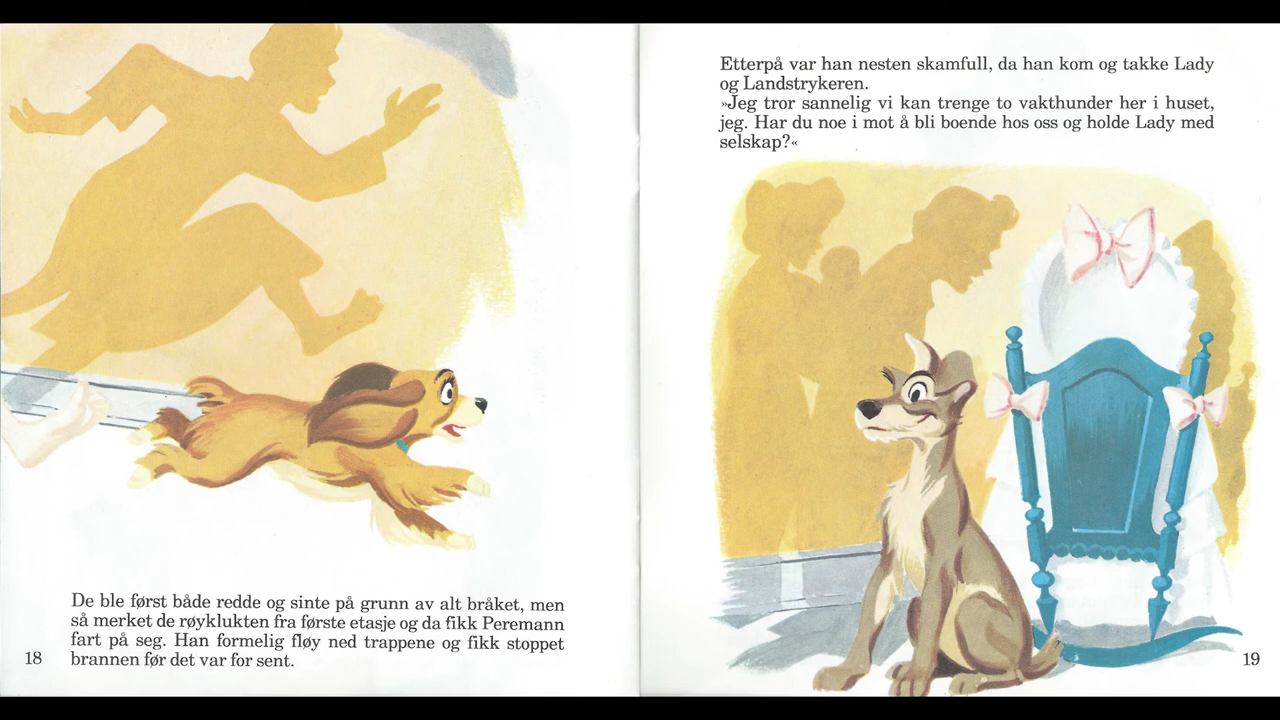 De ble først både redde og sinte på grunn av alt bråket, men
så merket de røyklukten fra første etasje og da fikk Peremann
fart på seg. Han formelig fløy ned trappene og fikk stoppet
brannen før det var for sent.
18
Etterpå var han nesten skamfull, da han kom og takke Lady
og Landstrykeren.
»Jeg tror sannelig vi kan trenge to vakthunder her i huset,
jeg. Har du noe i mot å bli boende hos oss og holde Lady med
selskap?«
19